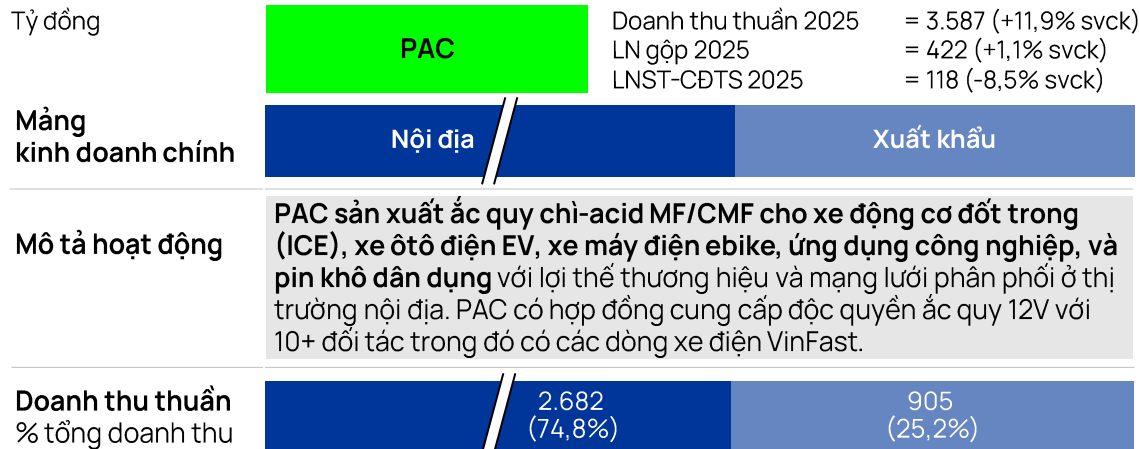 Tỷ đồng
PAC
Doanh thu thuần 2025 = 3.587 (+11,9% svck)
LN gộp 2025 = 422 (+1,1% svck)
LNST-CĐTS 2025 = 118 (-8,5% svck)
Mảng
kinh doanh chính
Nội địa
Xuất khẩu
Mô tả hoạt động
PAC sản xuất ắc quy chì-acid MF/CMF cho xe động cơ đốt trong
(ICE), xe ôtô điện EV, xe máy điện ebike, ứng dụng công nghiệp, và
pin khô dân dụng với lợi thế thương hiệu và mạng lưới phân phối ở thị
trường nội địa. PAC có hợp đồng cung cấp độc quyền ắc quy 12V với
10+ đối tác trong đó có các dòng xe điện VinFast.
Doanh thu thuần
% tổng doanh thu
2.682
(74,8%)
905
(25,2%)